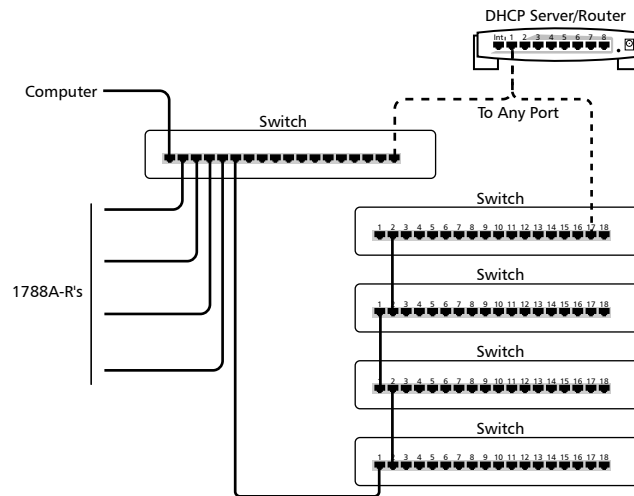 DHCP Server/Router
Int. 1 2 3 4 5 6 7 8
Computer
To Any Port
Switch
Switch
1 2 3 4 5 6 7 8 9 10 11 12 13 14 15 16 17 18
1788A-R's
Switch
1 2 3 4 5 6 7 8 9 10 11 12 13 14 15 16 17 18
Switch
1 2 3 4 5 6 7 8 9 10 11 12 13 14 15 16 17 18
Switch
1 2 3 4 5 6 7 8 9 10 11 12 13 14 15 16 17 18